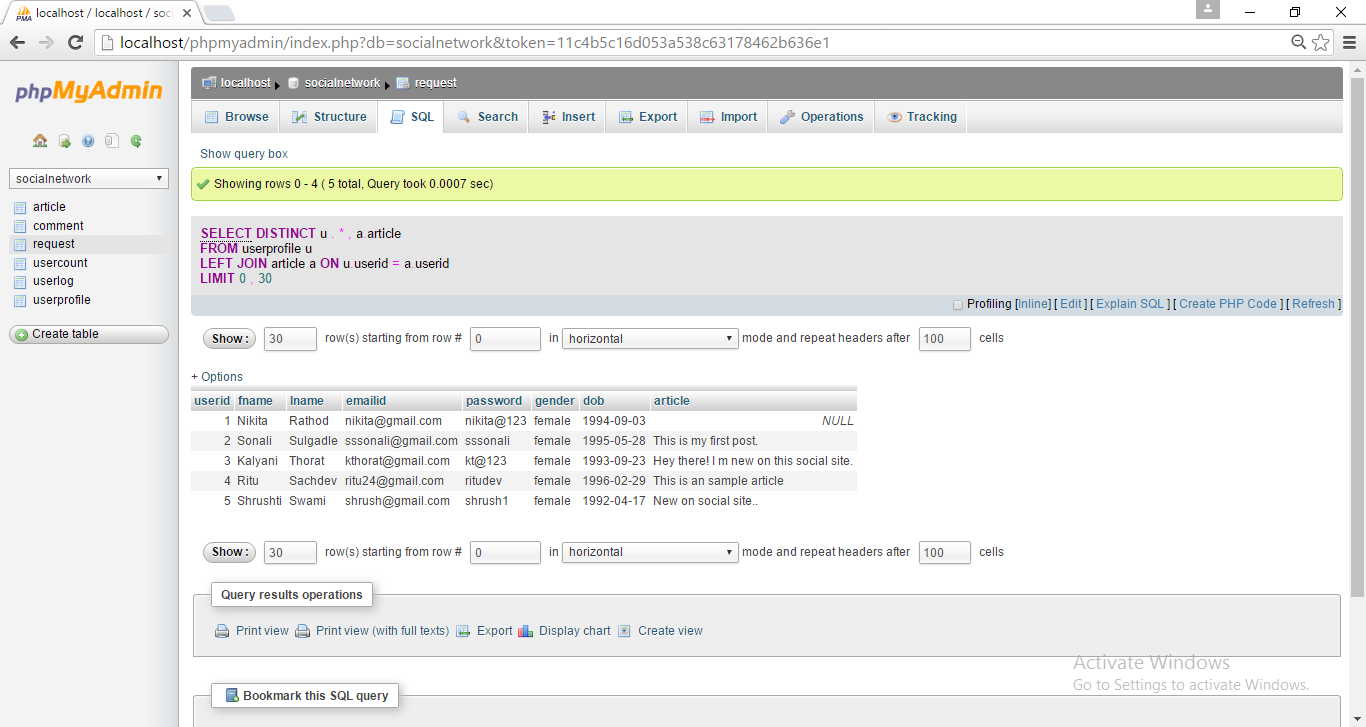 localhost / localhost / soc
localhost/phpmyadmin/index.php?db=socialnetwork&token=11c4b5c16d053a538c63178462b636e1
phpMyAdmin
socialnetwork
article
comment
request
usercount
userlog
userprofile
Create table
localhost socialnetwork request
Browse Structure SQL Search Insert Export Import Operations Tracking
Show query box
Showing rows 0 - 4 ( 5 total, Query took 0.0007 sec)
SELECT DISTINCT u . * , a.article
FROM userprofile u
LEFT JOIN article a ON u.userid = a.userid
LIMIT 0 , 30
Profiling [Inline] [ Edit ] [ Explain SQL ] [ Create PHP Code ] [ Refresh ]
Show : 30 row(s) starting from row # 0 in horizontal mode and repeat headers after 100 cells
+ Options
userid fname lname emailid password gender dob article
1 Nikita Rathod nikita@gmail.com nikita@123 female 1994-09-03 NULL
2 Sonali Sulgadle sssonali@gmail.com sssonali female 1995-05-28 This is my first post.
3 Kalyani Thorat kthorat@gmail.com kt@123 female 1993-09-23 Hey there! I m new on this social site.
4 Ritu Sachdev ritu24@gmail.com ritudev female 1996-02-29 This is an sample article
5 Shrushti Swami shrush@gmail.com shrush1 female 1992-04-17 New on social site..
Show : 30 row(s) starting from row # 0 in horizontal mode and repeat headers after 100 cells
Query results operations
Print view Print view (with full texts) Export Display chart Create view
Activate Windows
Go to Settings to activate Windows.
Bookmark this SQL query